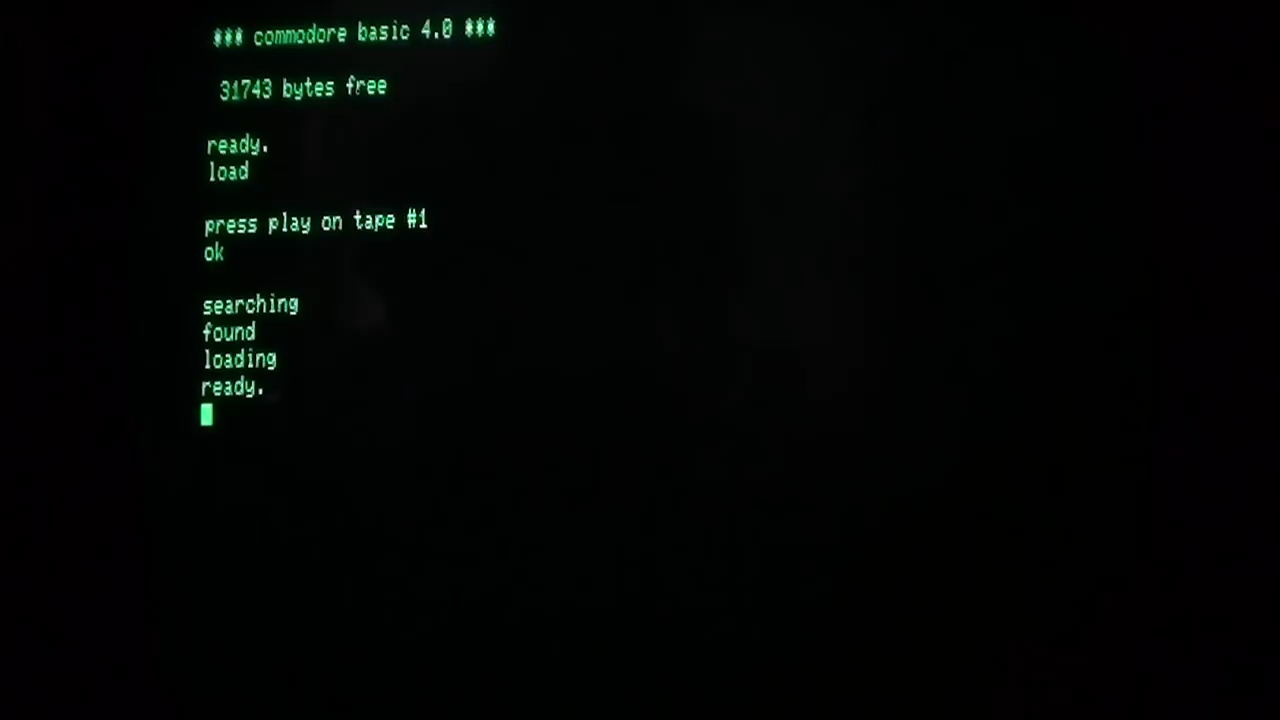 *** commodore basic 4.0 ***
31743 bytes free
ready.
load
press play on tape #1
ok
searching
found
loading
ready.